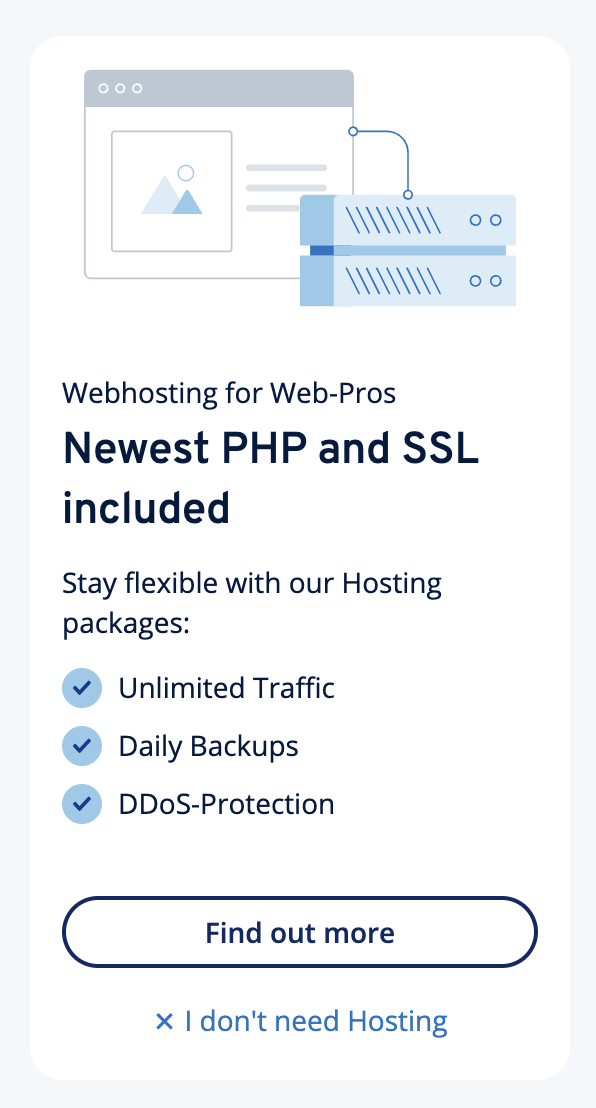 Webhosting for Web-Pros
Newest PHP and SSL
included
Stay flexible with our Hosting
packages:
Unlimited Traffic
Daily Backups
DDoS-Protection
Find out more
✕ I don't need Hosting